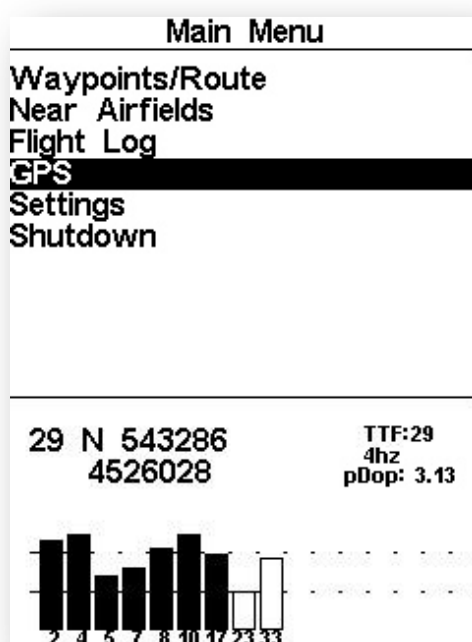 Main Menu
Waypoints/Route
Near Airfields
Flight Log
GPS
Settings
Shutdown
29 N 543286
4526028
TTF:29
4hz
pDop: 3.13
2 4 5 7 8 10 17 23 33